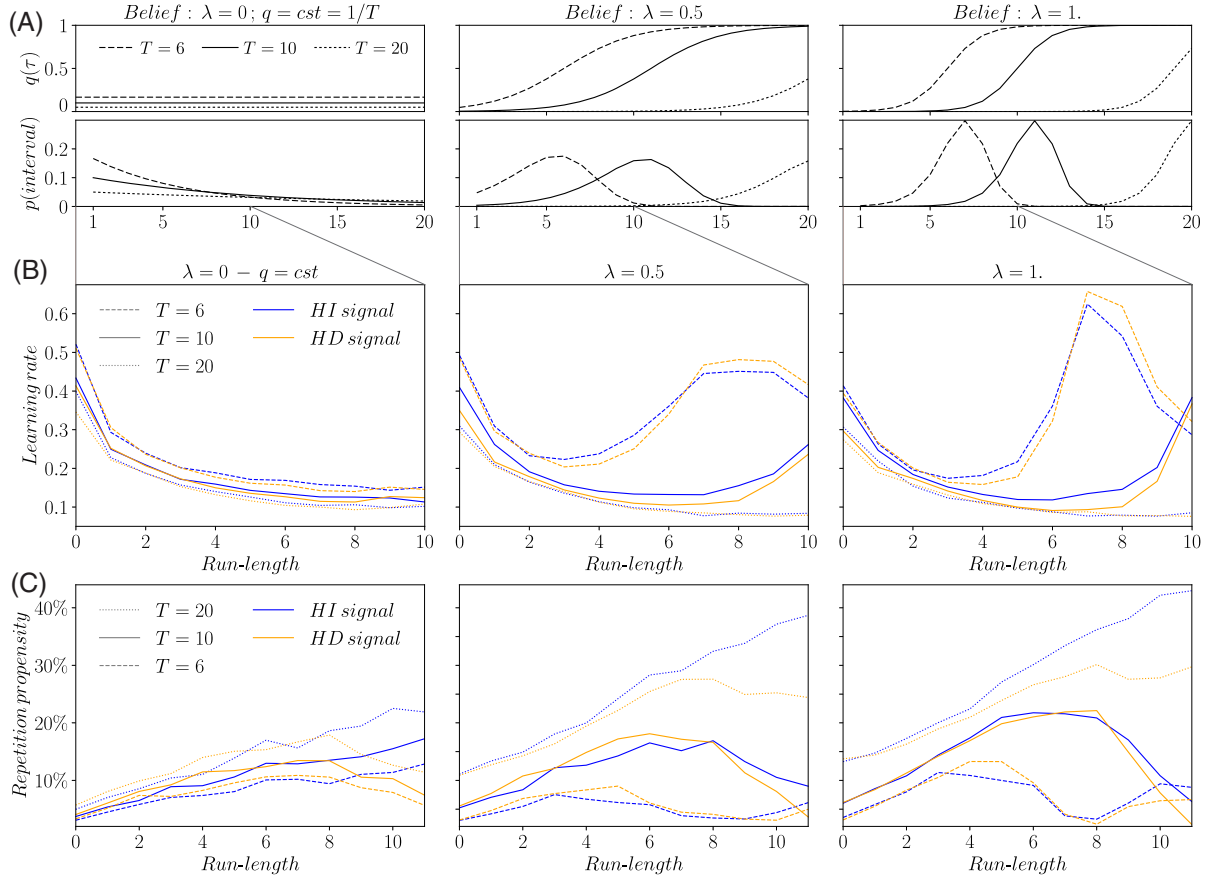 (A)
Belief : λ = 0 ; q = cst = 1/T
Belief : λ = 0.5
Belief : λ = 1.
q(τ)
1
0.5
0
T = 6
T = 10
T = 20
p(interval)
0.2
0.1
0
1 5 10 15 20
1 5 10 15 20
1 5 10 15 20
(B)
λ = 0 − q = cst
λ = 0.5
λ = 1.
Learning rate
0.6
0.5
0.4
0.3
0.2
0.1
T = 6
T = 10
T = 20
HI signal
HD signal
0 2 4 6 8 10
0 2 4 6 8 10
0 2 4 6 8 10
Run-length
Run-length
Run-length
(C)
Repetition propensity
40%
30%
20%
10%
T = 20
T = 10
T = 6
HI signal
HD signal
0 2 4 6 8 10
0 2 4 6 8 10
0 2 4 6 8 10
Run-length
Run-length
Run-length